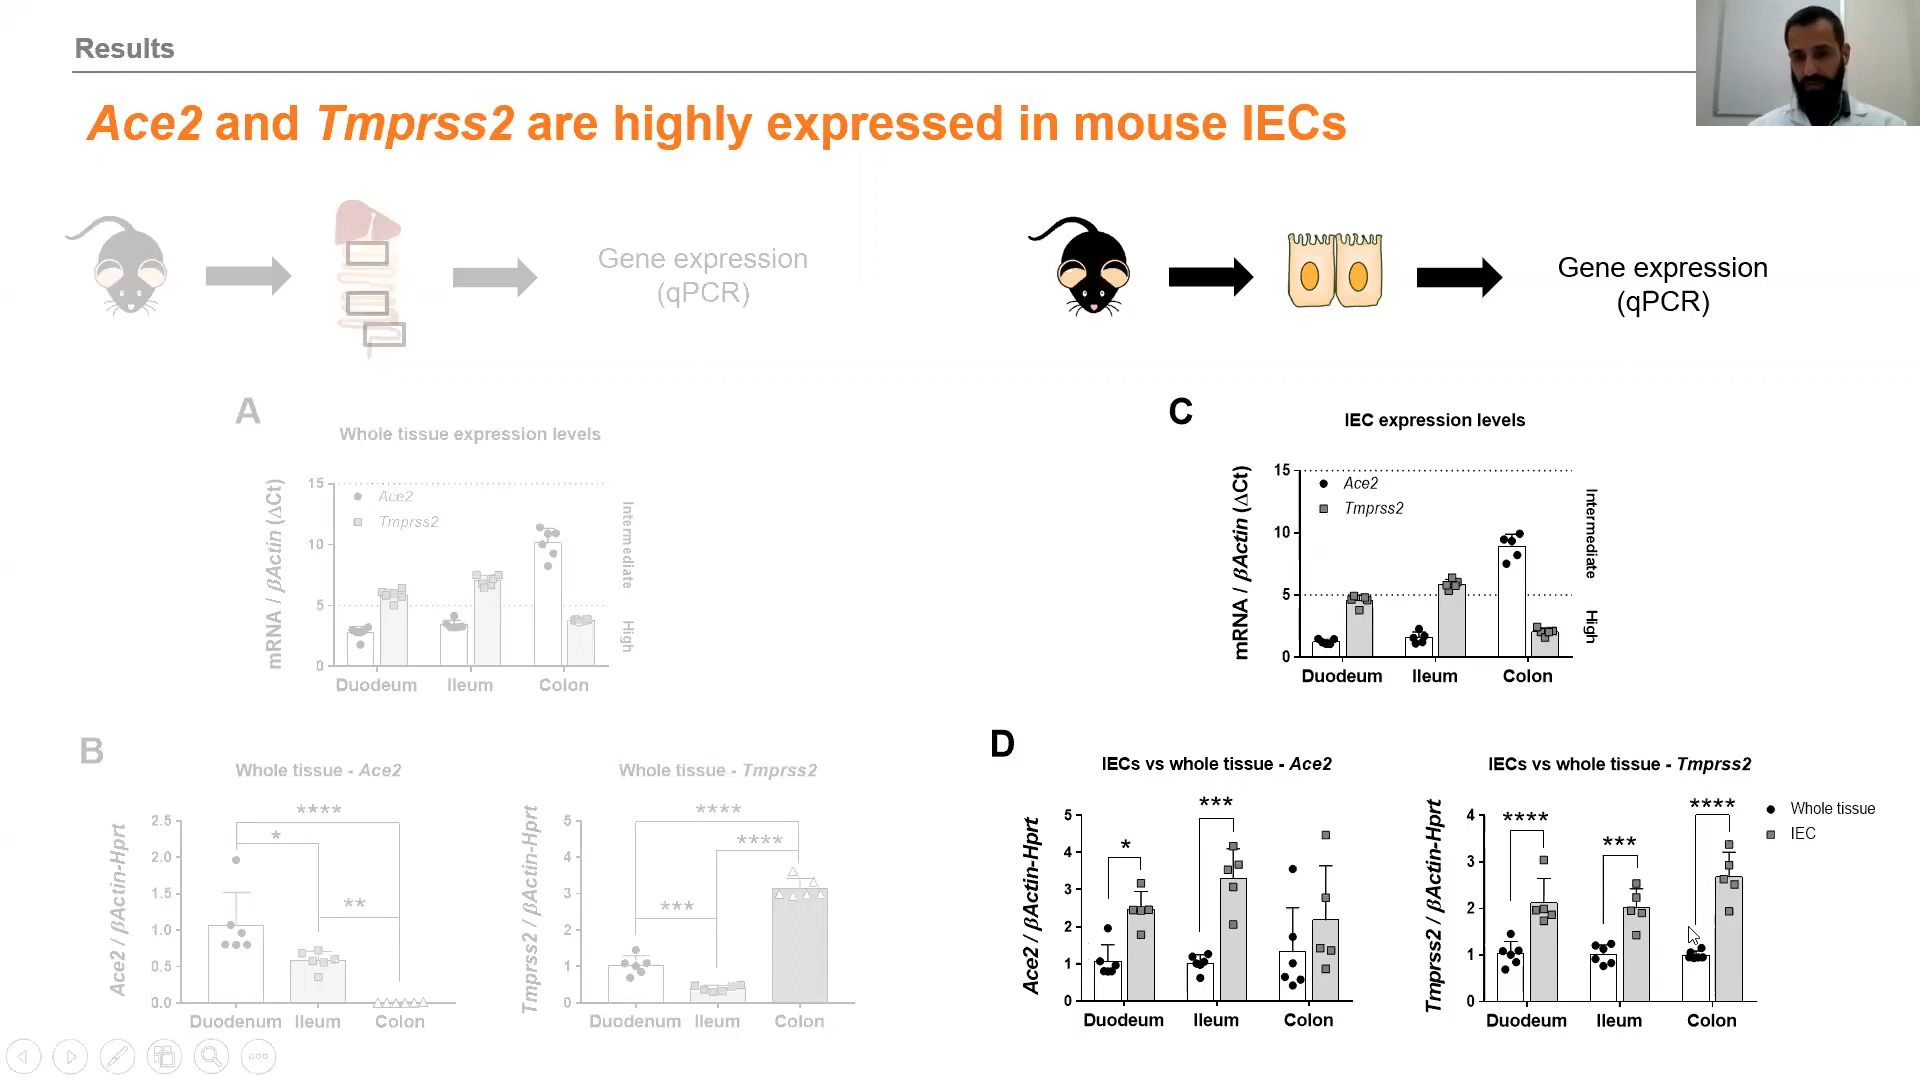 Results
Ace2 and Tmprss2 are highly expressed in mouse IECs
Gene expression
(qPCR)
Gene expression
(qPCR)
A
Whole tissue expression levels
mRNA / βActin (ΔCt)
15
10
5
0
Ace2
Tmprss2
Intermediate
High
Duodeum
Ileum
Colon
C
IEC expression levels
mRNA / βActin (ΔCt)
15
10
5
0
Ace2
Tmprss2
Intermediate
High
Duodeum
Ileum
Colon
B
Whole tissue - Ace2
Ace2 / βActin-Hprt
2.5
2.0
1.5
1.0
0.5
0.0
****
*
**
Duodenum
Ileum
Colon
Whole tissue - Tmprss2
Tmprss2 / βActin-Hprt
5
4
3
2
1
0
****
****
***
Duodenum
Ileum
Colon
D
IECs vs whole tissue - Ace2
Ace2 / βActin-Hprt
5
4
3
2
1
0
*
***
Duodeum
Ileum
Colon
IECs vs whole tissue - Tmprss2
Tmprss2 / βActin-Hprt
4
3
2
1
0
****
***
****
Duodeum
Ileum
Colon
Whole tissue
IEC